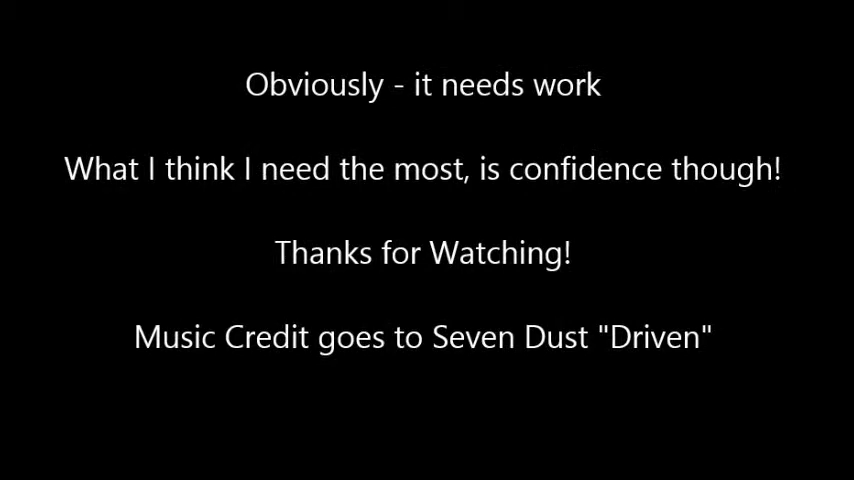 Obviously - it needs work
What I think I need the most, is confidence though!
Thanks for Watching!
Music Credit goes to Seven Dust "Driven"